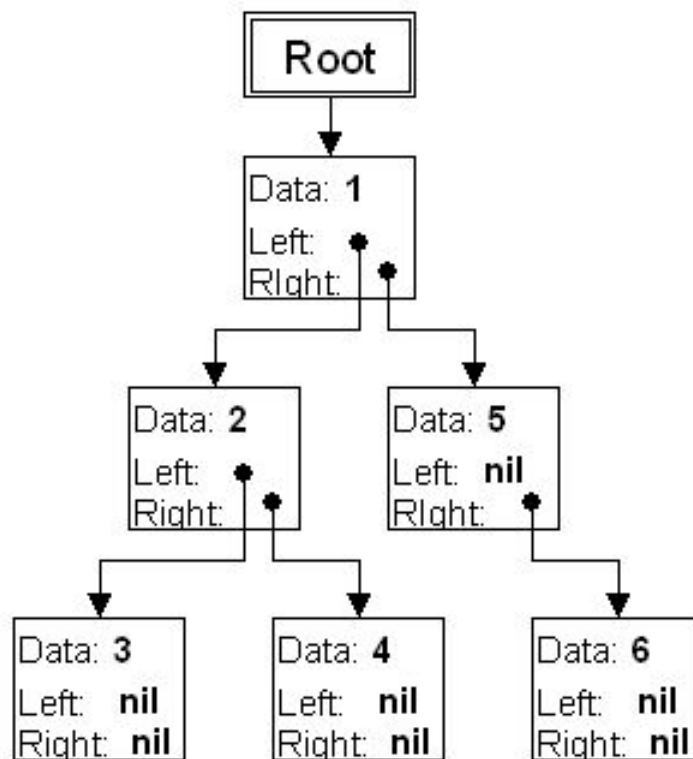 Root
Data: 1
Left:
RIght:
Data: 2
Left:
Right:
Data: 5
Left: nil
RIght:
Data: 3
Left: nil
Right: nil
Data: 4
Left: nil
Right: nil
Data: 6
Left: nil
Right: nil